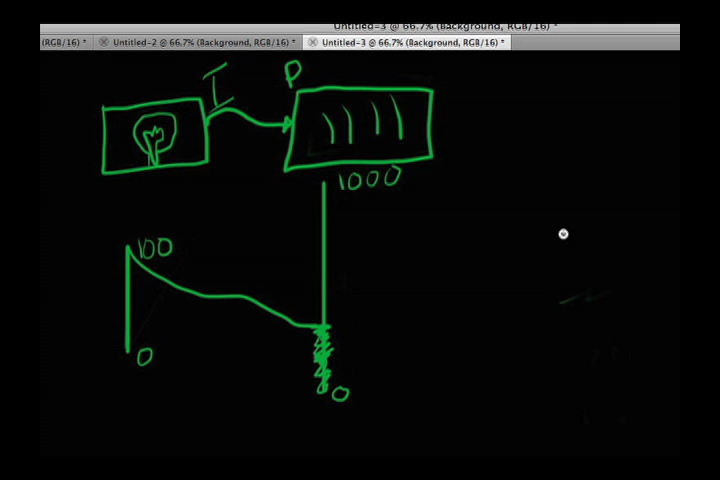 Untitled-3 @ 66.7% (Background, RGB/16) *
(RGB/16) * Untitled-2 @ 66.7% (Background, RGB/16) * Untitled-3 @ 66.7% (Background, RGB/16) *
I P
1000
100
0
0